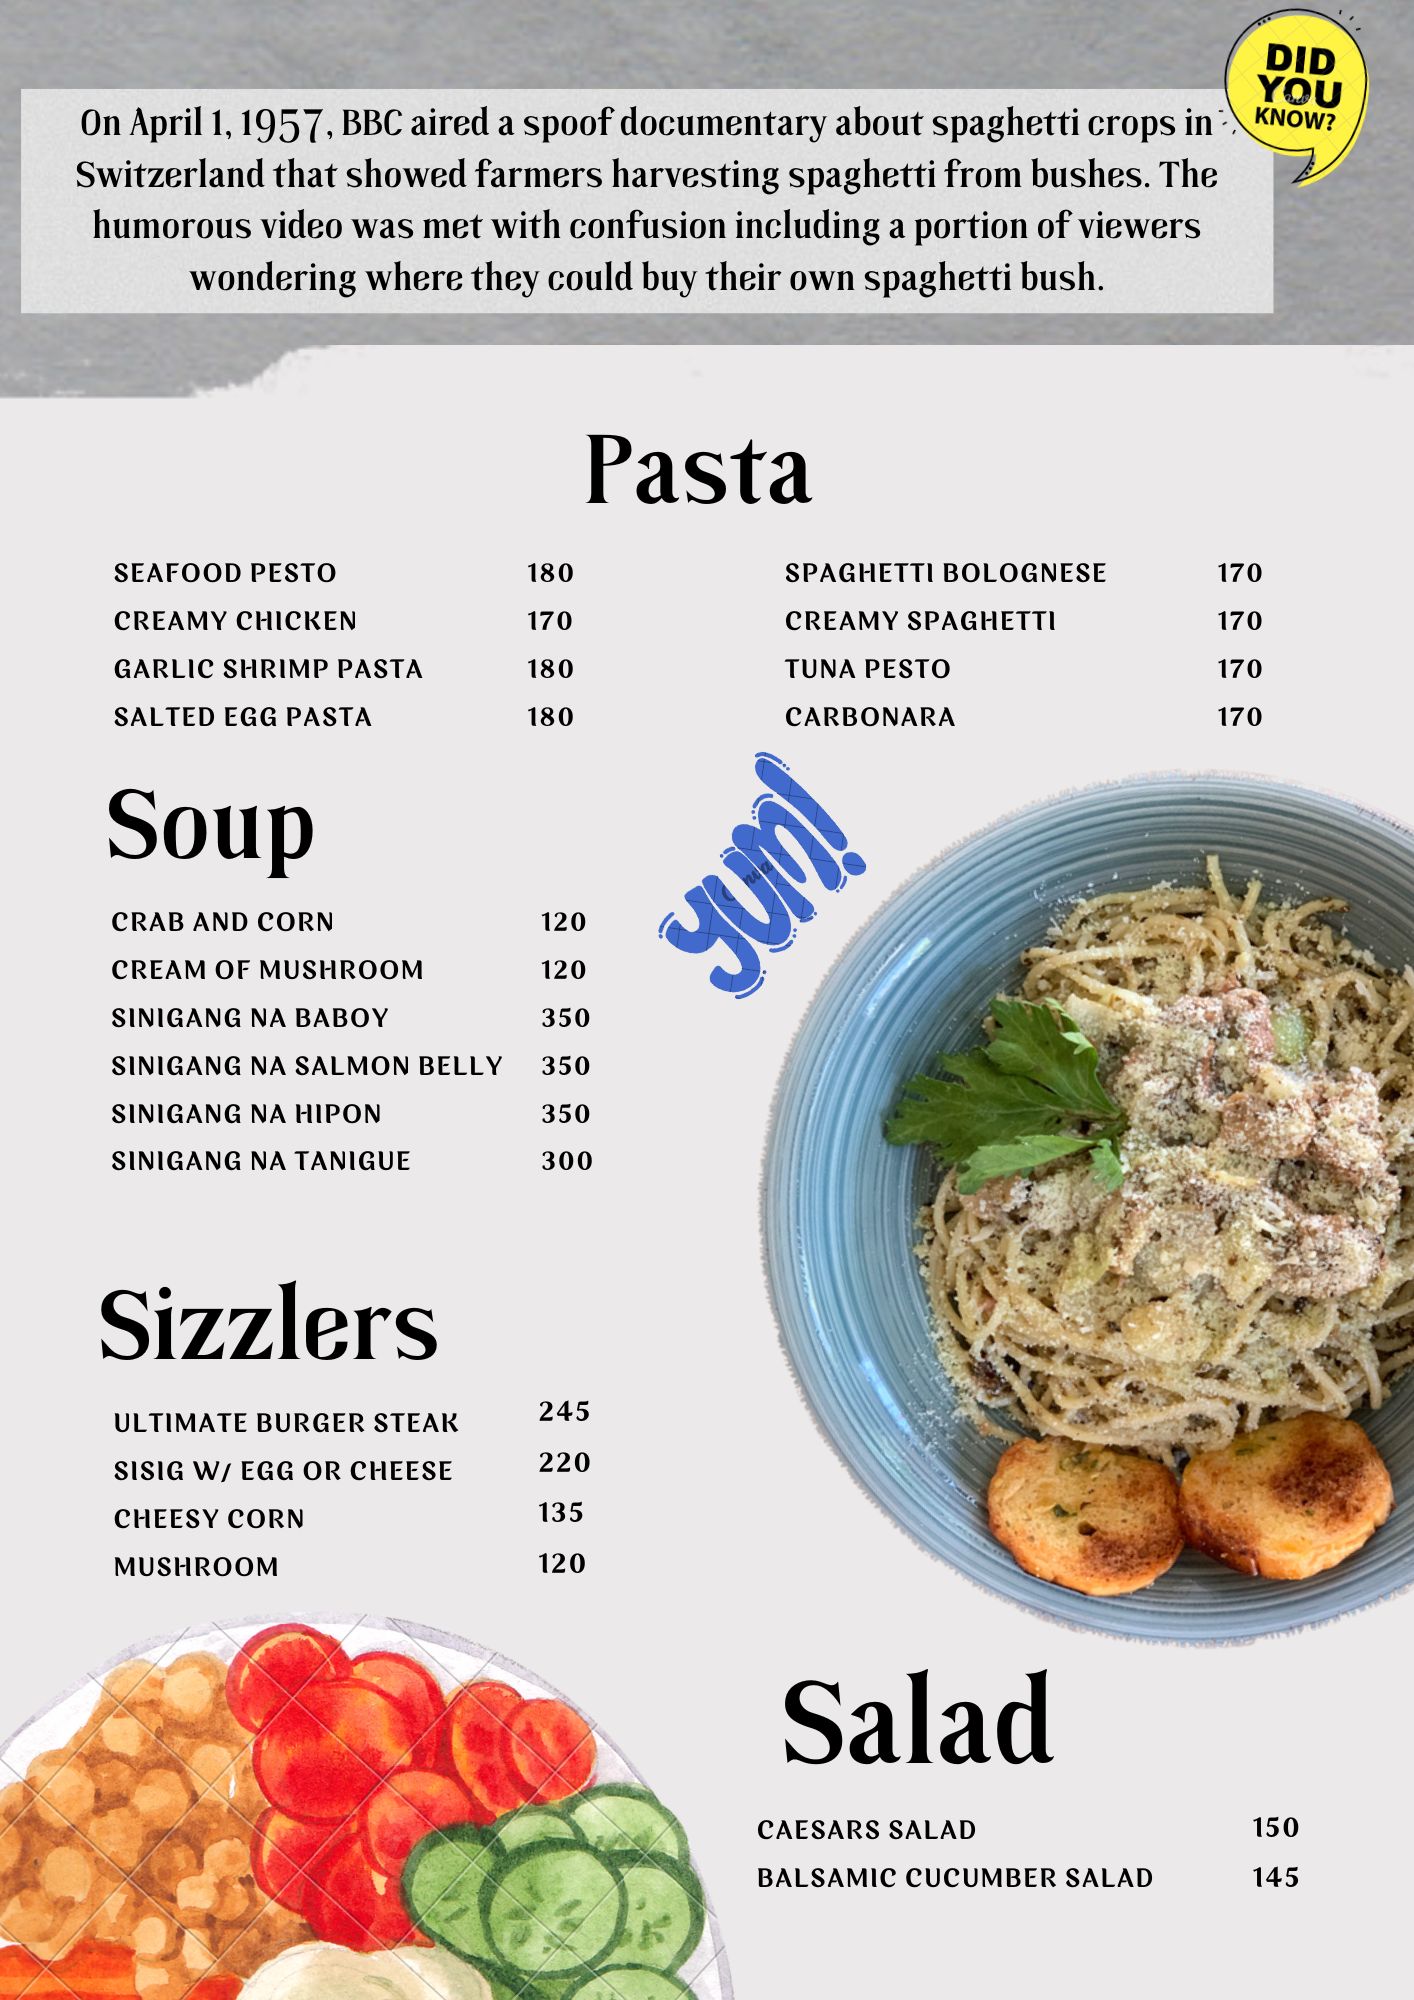 DID
YOU
KNOW?
On April 1, 1957, BBC aired a spoof documentary about spaghetti crops in
Switzerland that showed farmers harvesting spaghetti from bushes. The
humorous video was met with confusion including a portion of viewers
wondering where they could buy their own spaghetti bush.
Pasta
SEAFOOD PESTO 180
CREAMY CHICKEN 170
GARLIC SHRIMP PASTA 180
SALTED EGG PASTA 180
SPAGHETTI BOLOGNESE 170
CREAMY SPAGHETTI 170
TUNA PESTO 170
CARBONARA 170
Soup
CRAB AND CORN 120
CREAM OF MUSHROOM 120
SINIGANG NA BABOY 350
SINIGANG NA SALMON BELLY 350
SINIGANG NA HIPON 350
SINIGANG NA TANIGUE 300
YUM!
Canva
Sizzlers
ULTIMATE BURGER STEAK 245
SISIG W/ EGG OR CHEESE 220
CHEESY CORN 135
MUSHROOM 120
Salad
CAESARS SALAD 150
BALSAMIC CUCUMBER SALAD 145